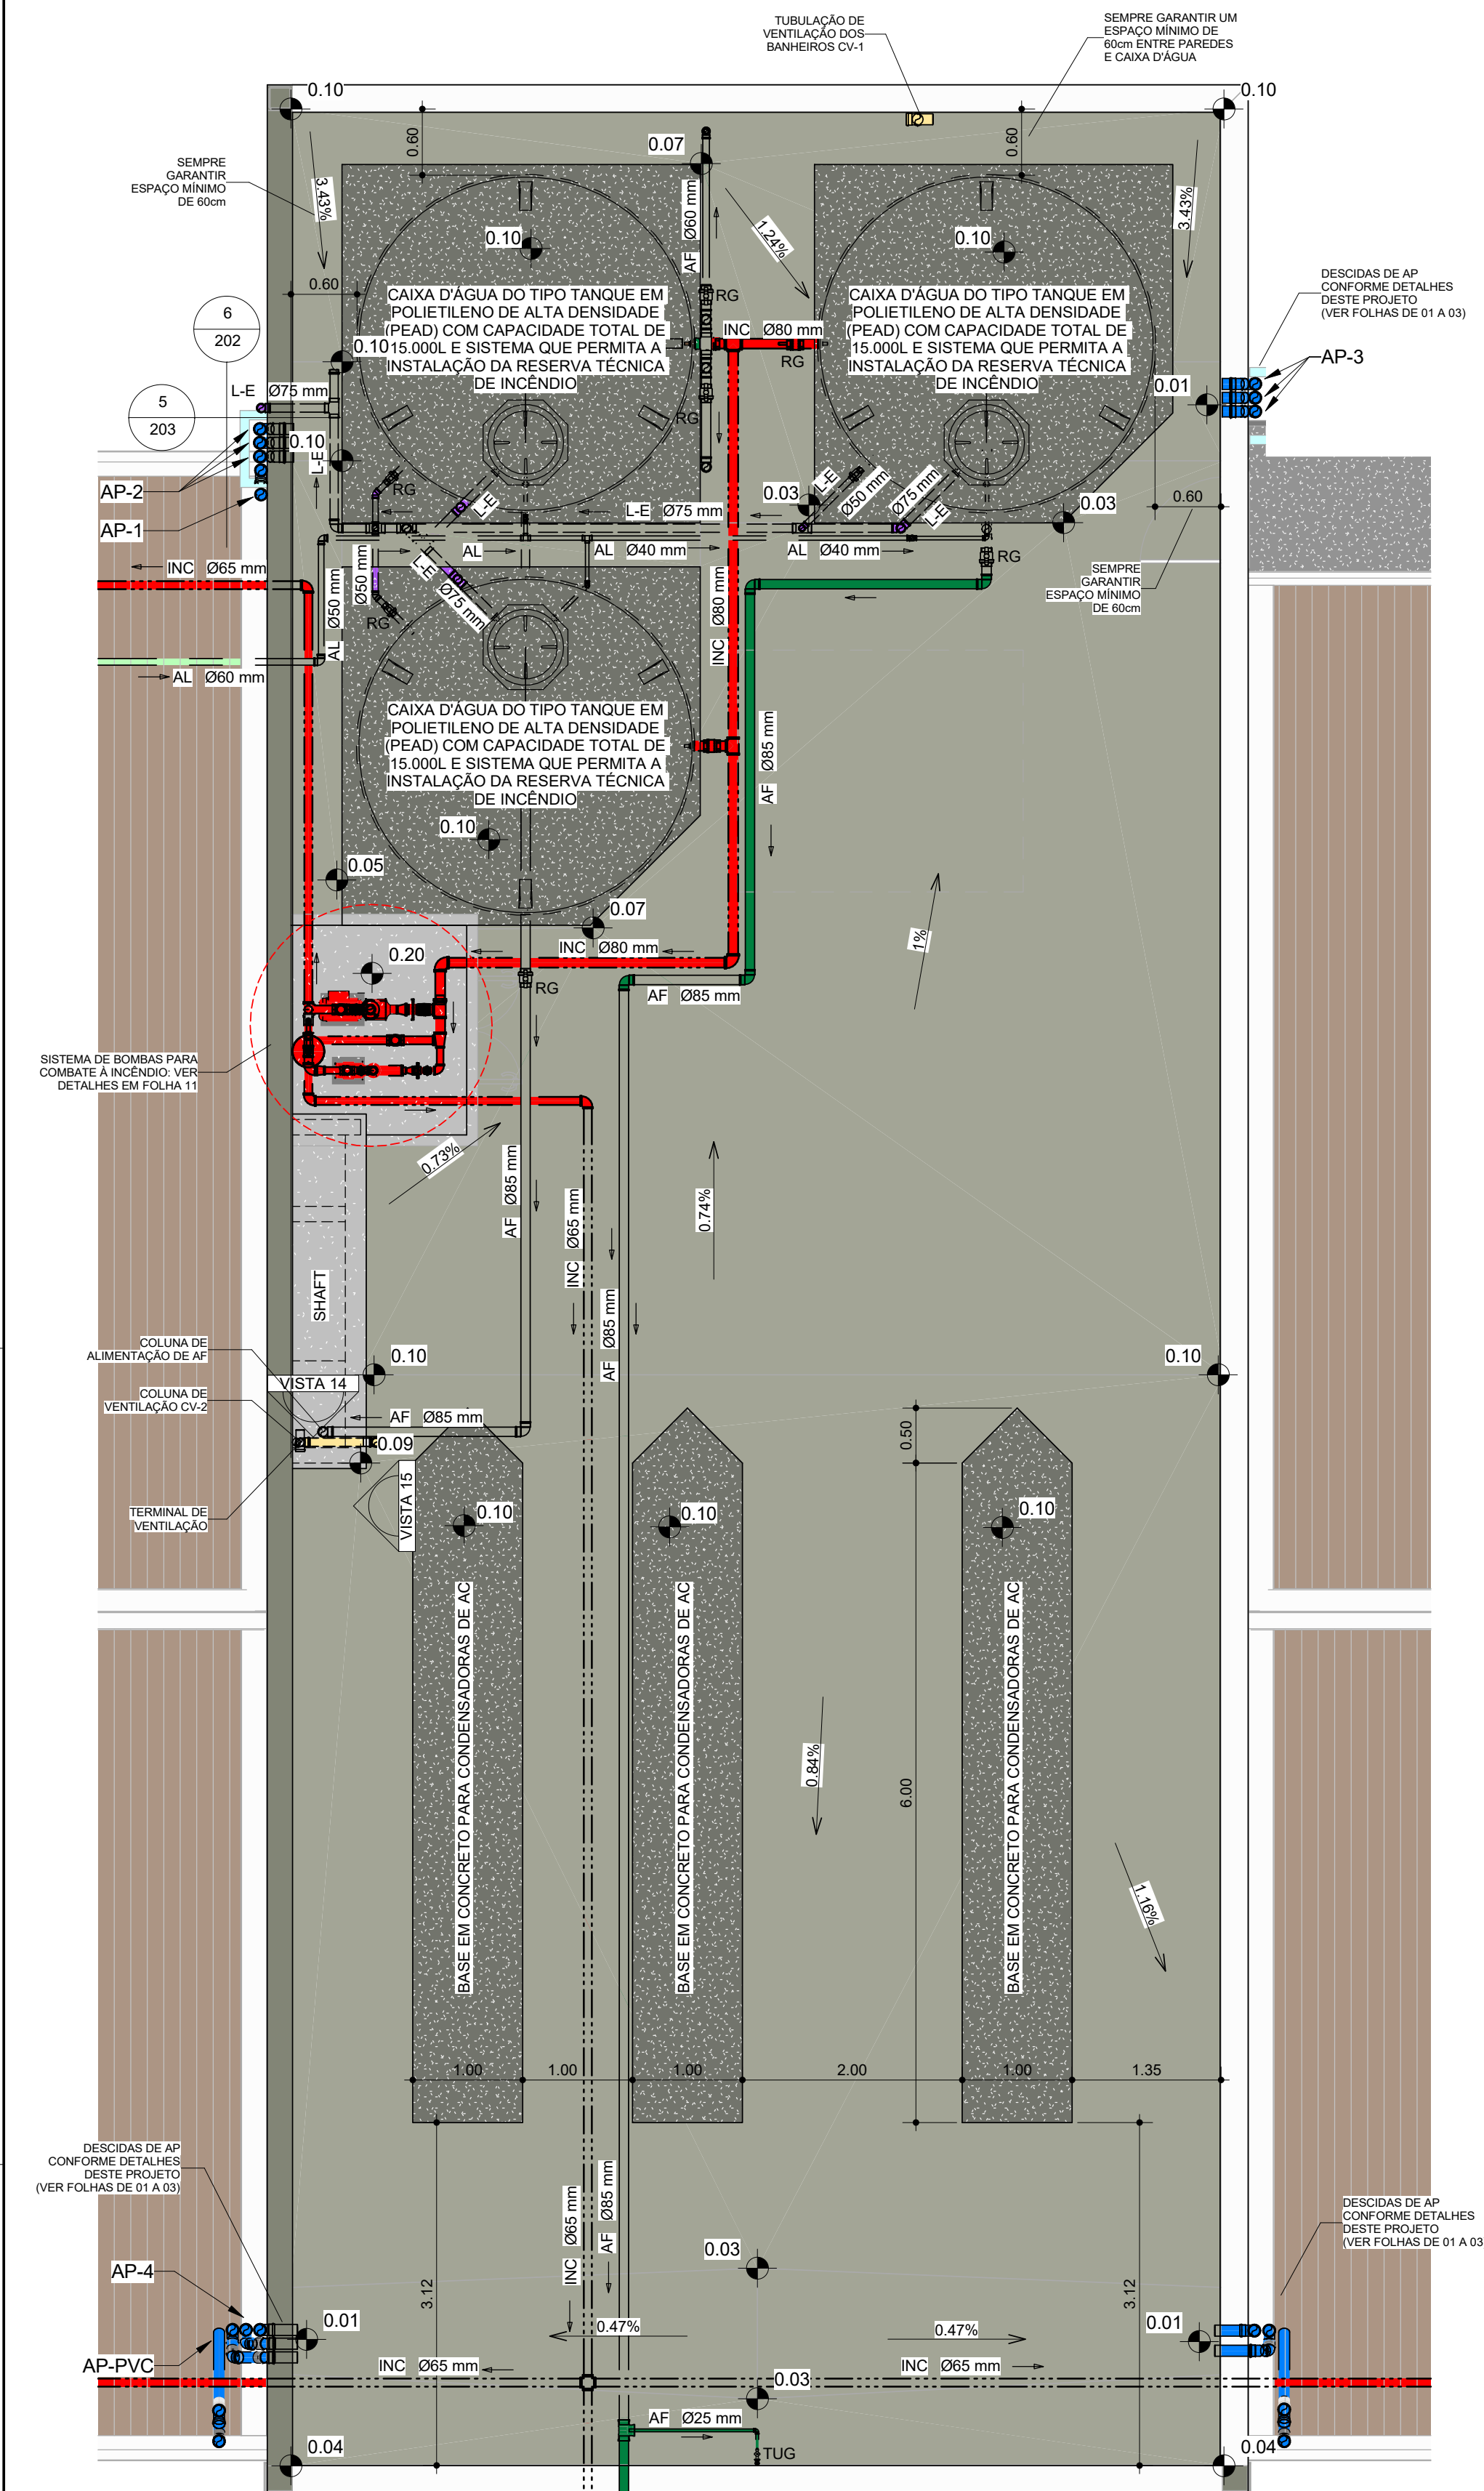 TUBULAÇÃO DE
VENTILAÇÃO DOS
BANHEIROS CV-1
SEMPRE GARANTIR UM
ESPAÇO MÍNIMO DE
60cm ENTRE PAREDES
E CAIXA D'ÁGUA
0.10
0.10
0.60
0.07
0.60
SEMPRE
GARANTIR
ESPAÇO MÍNIMO
DE 60cm
3.43%
AF Ø60 mm
1.24%
3.43%
0.10
0.10
0.60
DESCIDAS DE AP
CONFORME DETALHES
DESTE PROJETO
(VER FOLHAS DE 01 A 03)
AP-3
CAIXA D'ÁGUA DO TIPO TANQUE EM
POLIETILENO DE ALTA DENSIDADE
(PEAD) COM CAPACIDADE TOTAL DE
15.000L E SISTEMA QUE PERMITA A
INSTALAÇÃO DA RESERVA TÉCNICA
DE INCÊNDIO
RG
INC Ø80 mm
RG
CAIXA D'ÁGUA DO TIPO TANQUE EM
POLIETILENO DE ALTA DENSIDADE
(PEAD) COM CAPACIDADE TOTAL DE
15.000L E SISTEMA QUE PERMITA A
INSTALAÇÃO DA RESERVA TÉCNICA
DE INCÊNDIO
6
202
0.10
0.01
5
203
L-E Ø75 mm
0.10
RG
L-E
AP-2
AP-1
RG
L-E
L-E
Ø50 mm
Ø75 mm
L-E
0.03
0.03
0.60
L-E Ø75 mm
AL
AL Ø40 mm
AL Ø40 mm
RG
INC Ø65 mm
AL Ø50 mm
Ø50 mm
L-E
Ø75 mm
RG
INC Ø80 mm
SEMPRE
GARANTIR
ESPAÇO MÍNIMO
DE 60cm
AL Ø60 mm
CAIXA D'ÁGUA DO TIPO TANQUE EM
POLIETILENO DE ALTA DENSIDADE
(PEAD) COM CAPACIDADE TOTAL DE
15.000L E SISTEMA QUE PERMITA A
INSTALAÇÃO DA RESERVA TÉCNICA
DE INCÊNDIO
AF Ø85 mm
0.10
0.05
0.07
1%
INC Ø80 mm
0.20
RG
AF Ø85 mm
SISTEMA DE BOMBAS PARA
COMBATE À INCÊNDIO: VER
DETALHES EM FOLHA 11
0.73%
AF Ø85 mm
INC Ø65 mm
0.74%
SHAFT
AF Ø85 mm
COLUNA DE
ALIMENTAÇÃO DE AF
0.10
0.10
VISTA 14
COLUNA DE
VENTILAÇÃO CV-2
AF Ø85 mm
0.09
0.50
VISTA 15
TERMINAL DE
VENTILAÇÃO
0.10
0.10
0.10
BASE EM CONCRETO PARA CONDENSADORAS DE AC
BASE EM CONCRETO PARA CONDENSADORAS DE AC
BASE EM CONCRETO PARA CONDENSADORAS DE AC
0.84%
6.00
1.16%
1.00
1.00
1.00
2.00
1.00
1.35
DESCIDAS DE AP
CONFORME DETALHES
DESTE PROJETO
(VER FOLHAS DE 01 A 03)
INC Ø65 mm
AF Ø85 mm
DESCIDAS DE AP
CONFORME DETALHES
DESTE PROJETO
(VER FOLHAS DE 01 A 03
0.03
AP-4
3.12
3.12
0.01
0.47%
0.47%
0.01
AP-PVC
INC Ø65 mm
INC Ø65 mm
0.03
AF Ø25 mm
TUG
0.04
0.04